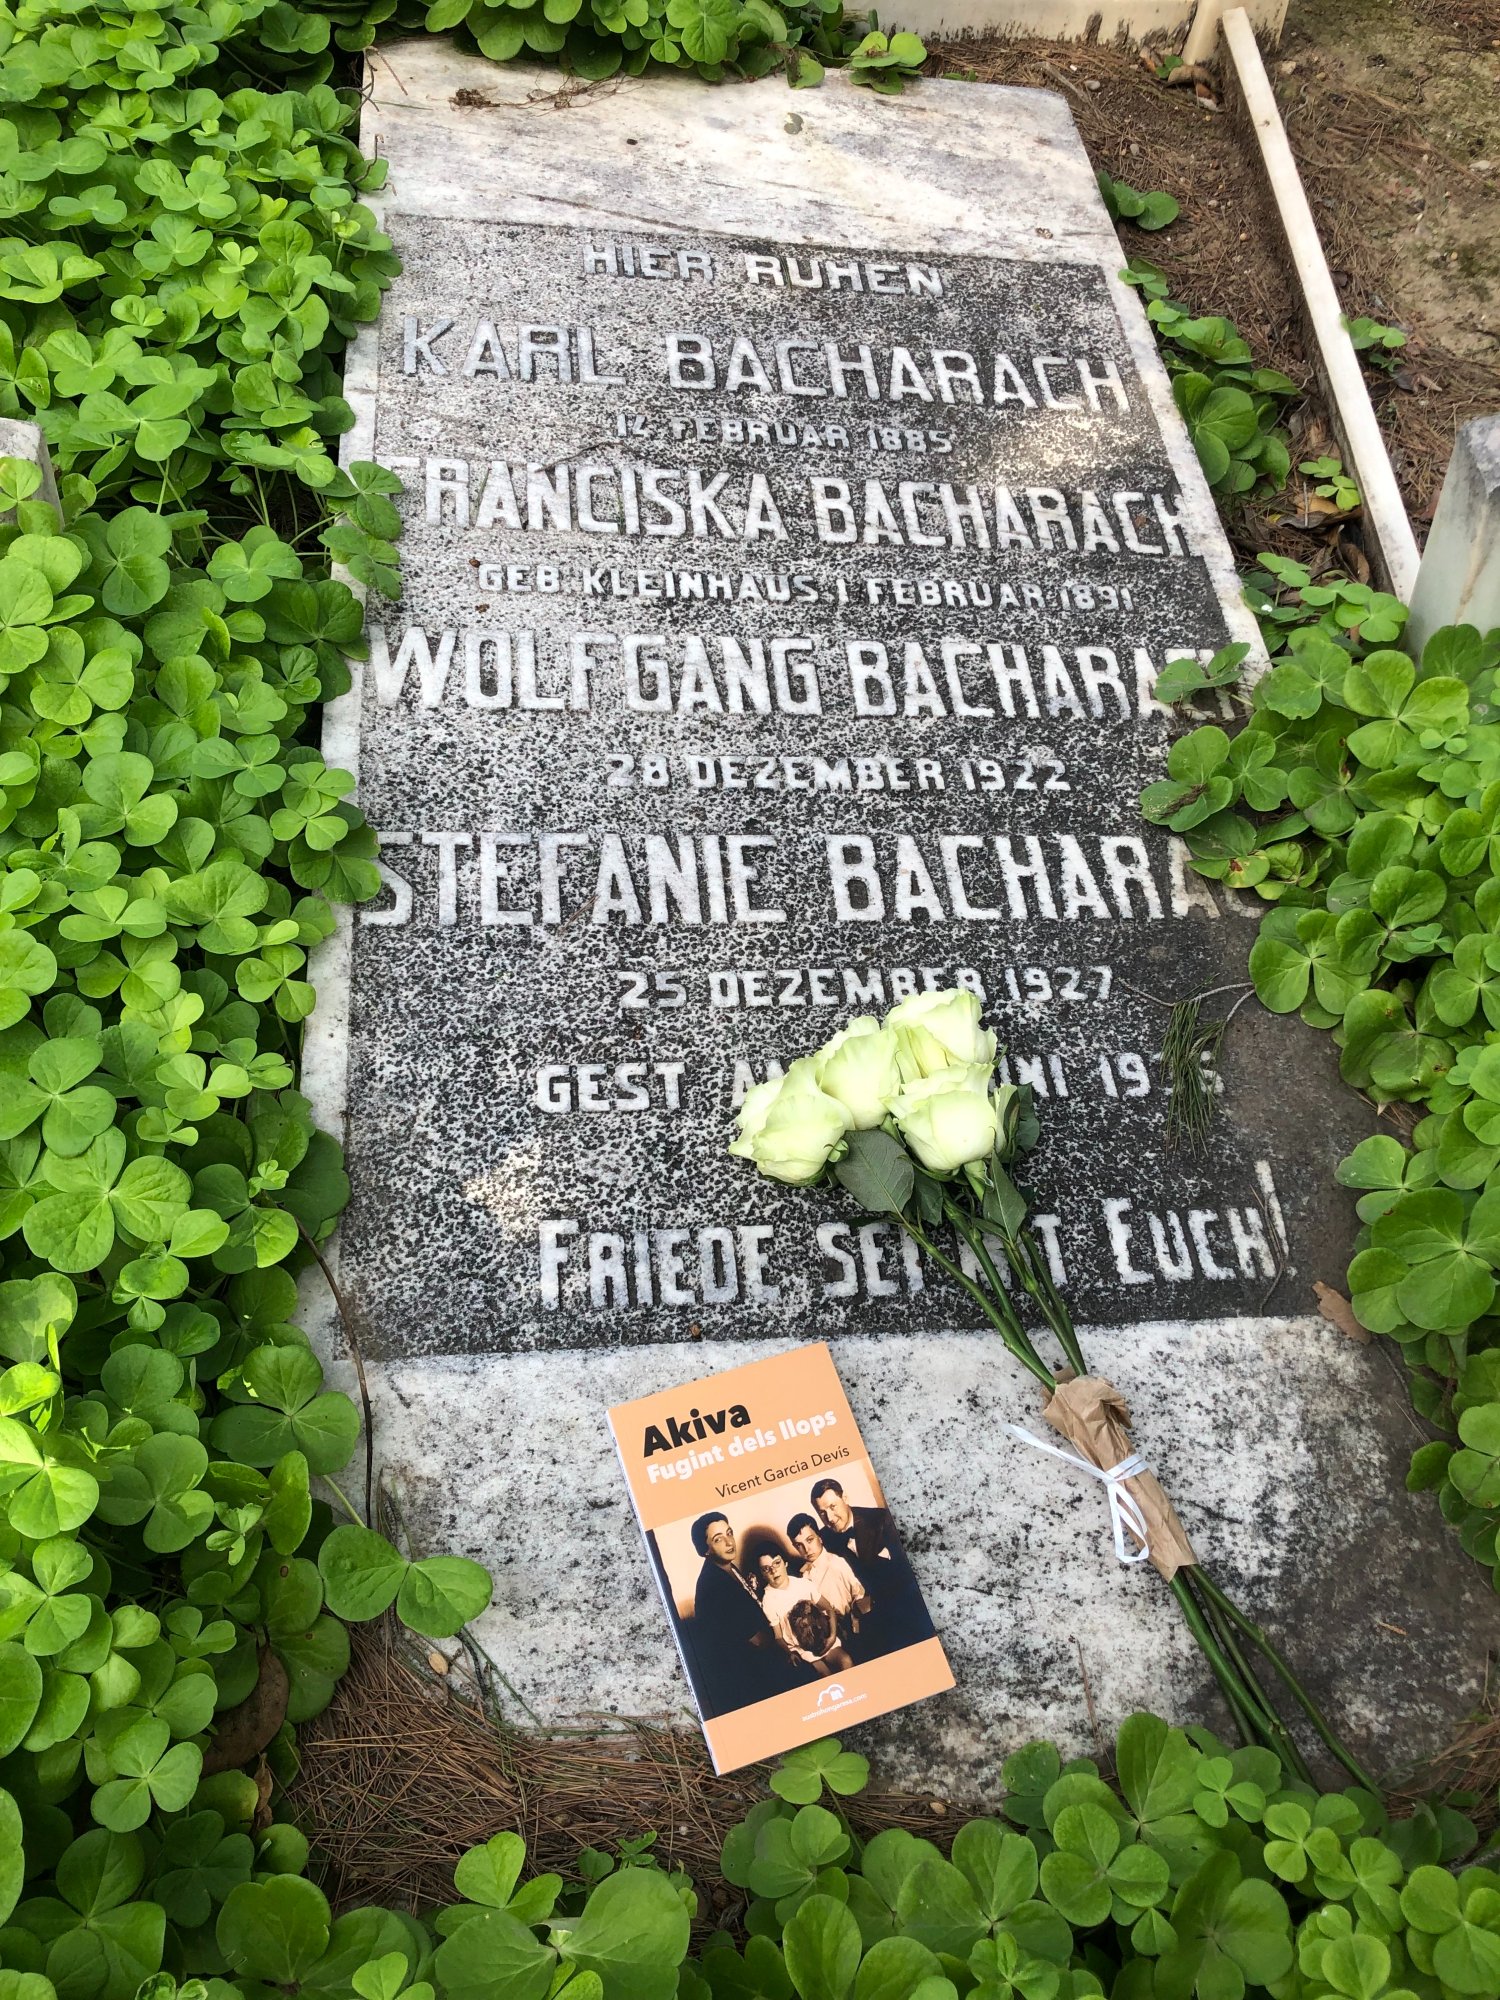 HIER RUHEN
KARL BACHARACH
14 FEBRUAR 1885
FRANCISKA BACHARACH
GEB. KLEINHAUS 1 FEBRUAR 1891
WOLFGANG BACHARACH
28 DEZEMBER 1922
STEFANIE BACHARAC
25 DEZEMBER 1927
GEST
FRIEDE SEI MIT EUCH!
Akiva
Fugint dels llops
Vicent Garcia Devís